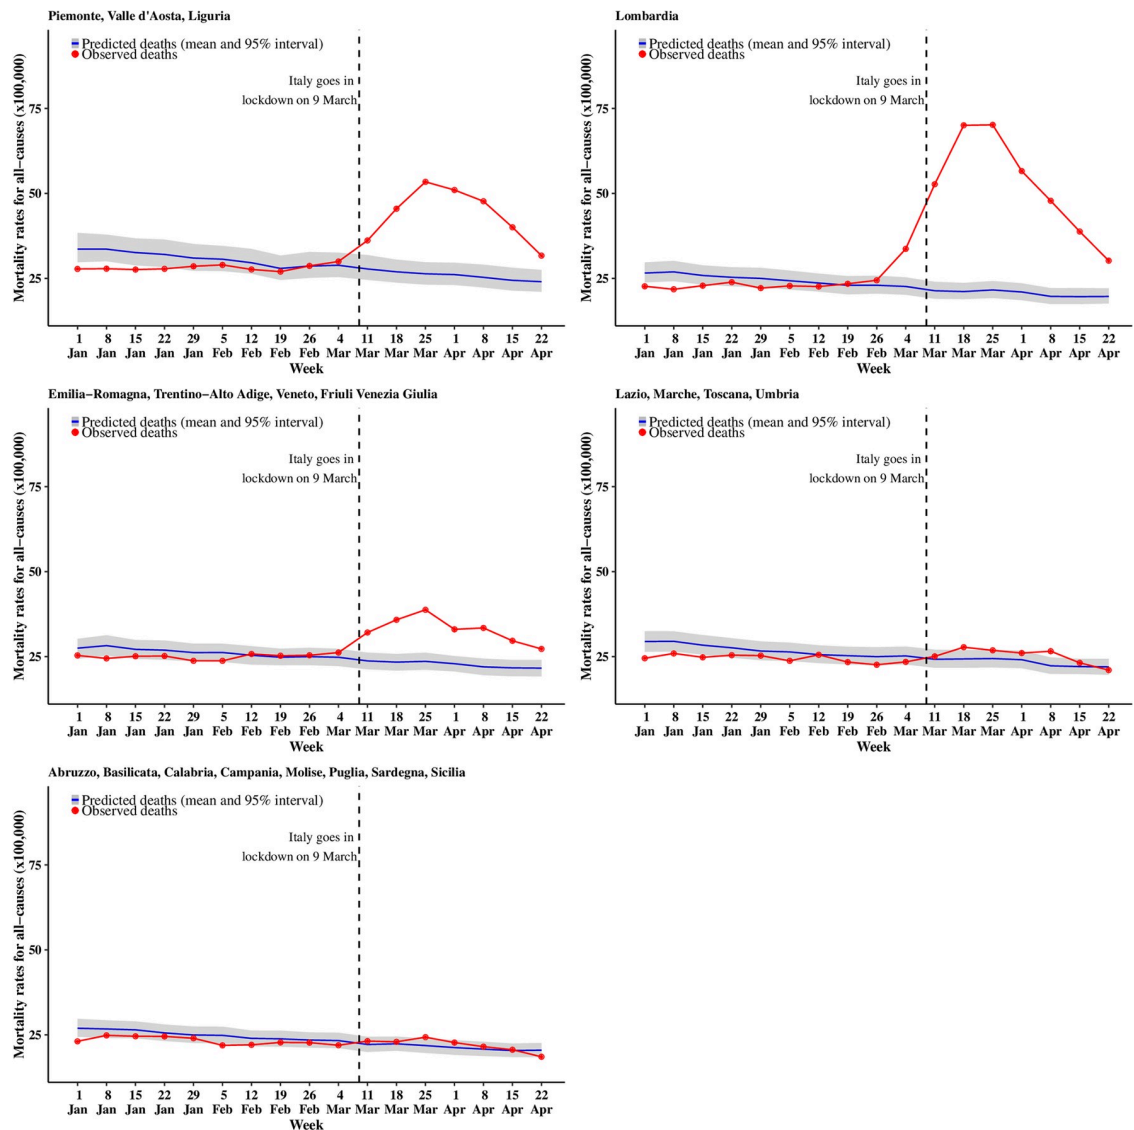 Piemonte, Valle d'Aosta, Liguria
Mortality rates for all−causes (x100,000)
Predicted deaths (mean and 95% interval)
Observed deaths
Italy goes in
lockdown on 9 March
75
50
25
1 8 15 22 29 5 12 19 26 4 11 18 25 1 8 15 22
Jan Jan Jan Jan Jan Feb Feb Feb Feb Mar Mar Mar Mar Apr Apr Apr Apr
Week
Lombardia
Mortality rates for all−causes (x100,000)
Predicted deaths (mean and 95% interval)
Observed deaths
Italy goes in
lockdown on 9 March
75
50
25
1 8 15 22 29 5 12 19 26 4 11 18 25 1 8 15 22
Jan Jan Jan Jan Jan Feb Feb Feb Feb Mar Mar Mar Mar Apr Apr Apr Apr
Week
Emilia−Romagna, Trentino−Alto Adige, Veneto, Friuli Venezia Giulia
Mortality rates for all−causes (x100,000)
Predicted deaths (mean and 95% interval)
Observed deaths
Italy goes in
lockdown on 9 March
75
50
25
1 8 15 22 29 5 12 19 26 4 11 18 25 1 8 15 22
Jan Jan Jan Jan Jan Feb Feb Feb Feb Mar Mar Mar Mar Apr Apr Apr Apr
Week
Lazio, Marche, Toscana, Umbria
Mortality rates for all−causes (x100,000)
Predicted deaths (mean and 95% interval)
Observed deaths
Italy goes in
lockdown on 9 March
75
50
25
1 8 15 22 29 5 12 19 26 4 11 18 25 1 8 15 22
Jan Jan Jan Jan Jan Feb Feb Feb Feb Mar Mar Mar Mar Apr Apr Apr Apr
Week
Abruzzo, Basilicata, Calabria, Campania, Molise, Puglia, Sardegna, Sicilia
Mortality rates for all−causes (x100,000)
Predicted deaths (mean and 95% interval)
Observed deaths
Italy goes in
lockdown on 9 March
75
50
25
1 8 15 22 29 5 12 19 26 4 11 18 25 1 8 15 22
Jan Jan Jan Jan Jan Feb Feb Feb Feb Mar Mar Mar Mar Apr Apr Apr Apr
Week